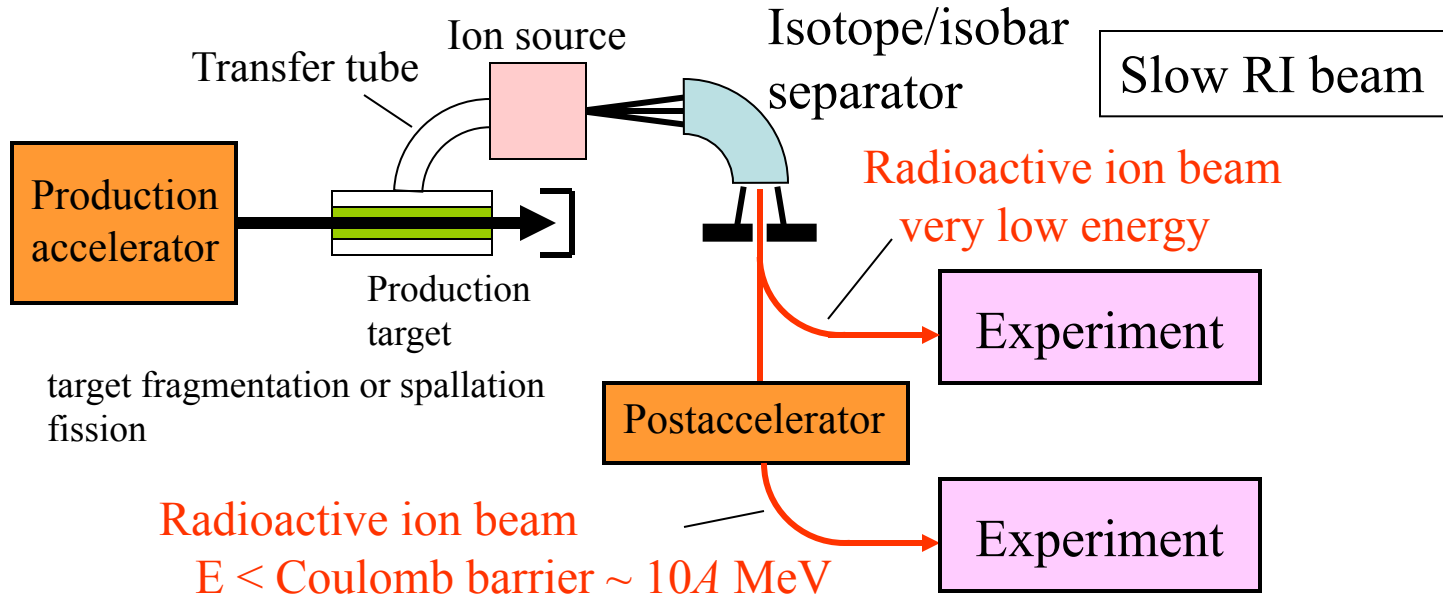 Ion source
Transfer tube
Isotope/isobar
separator
Slow RI beam
Production
accelerator
Radioactive ion beam
very low energy
Production
target
Experiment
target fragmentation or spallation
fission
Postaccelerator
Radioactive ion beam
E < Coulomb barrier ~ 10A MeV
Experiment